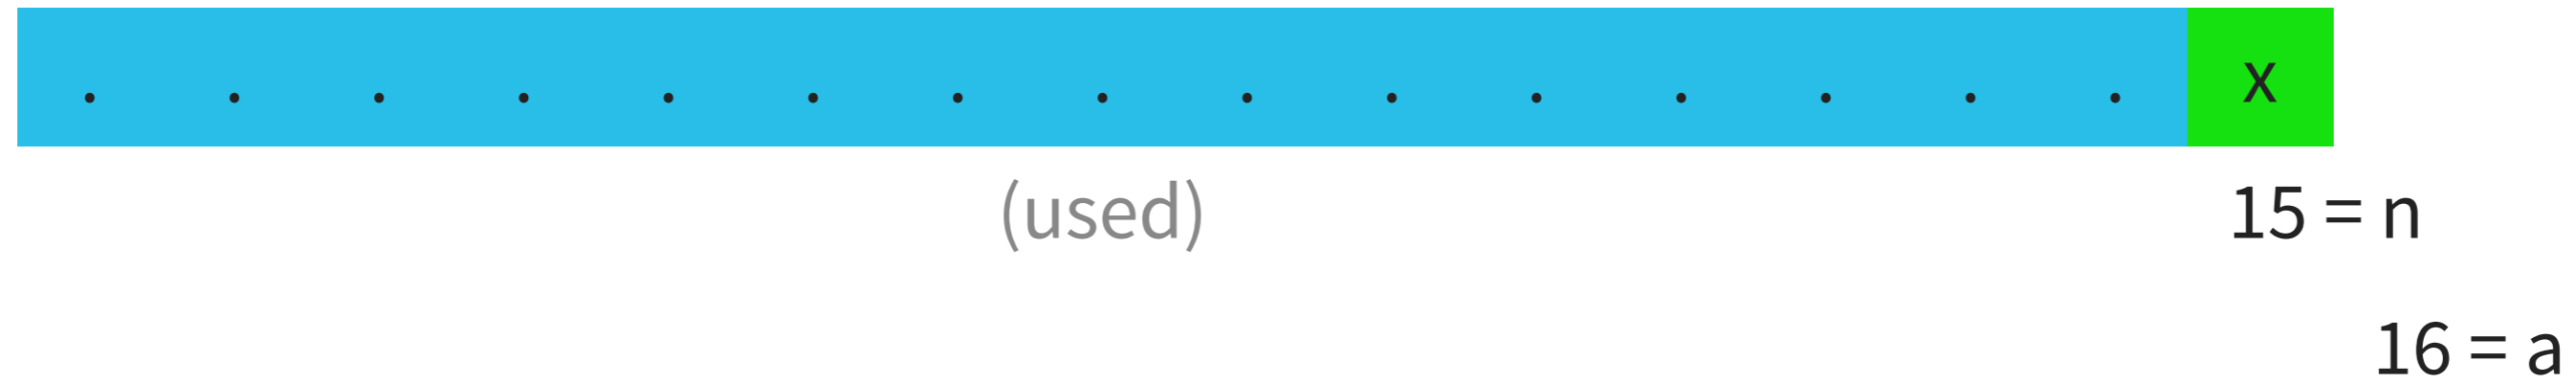 . . . . . . . . . . . . . . . x
(used)
15 = n
16 = a